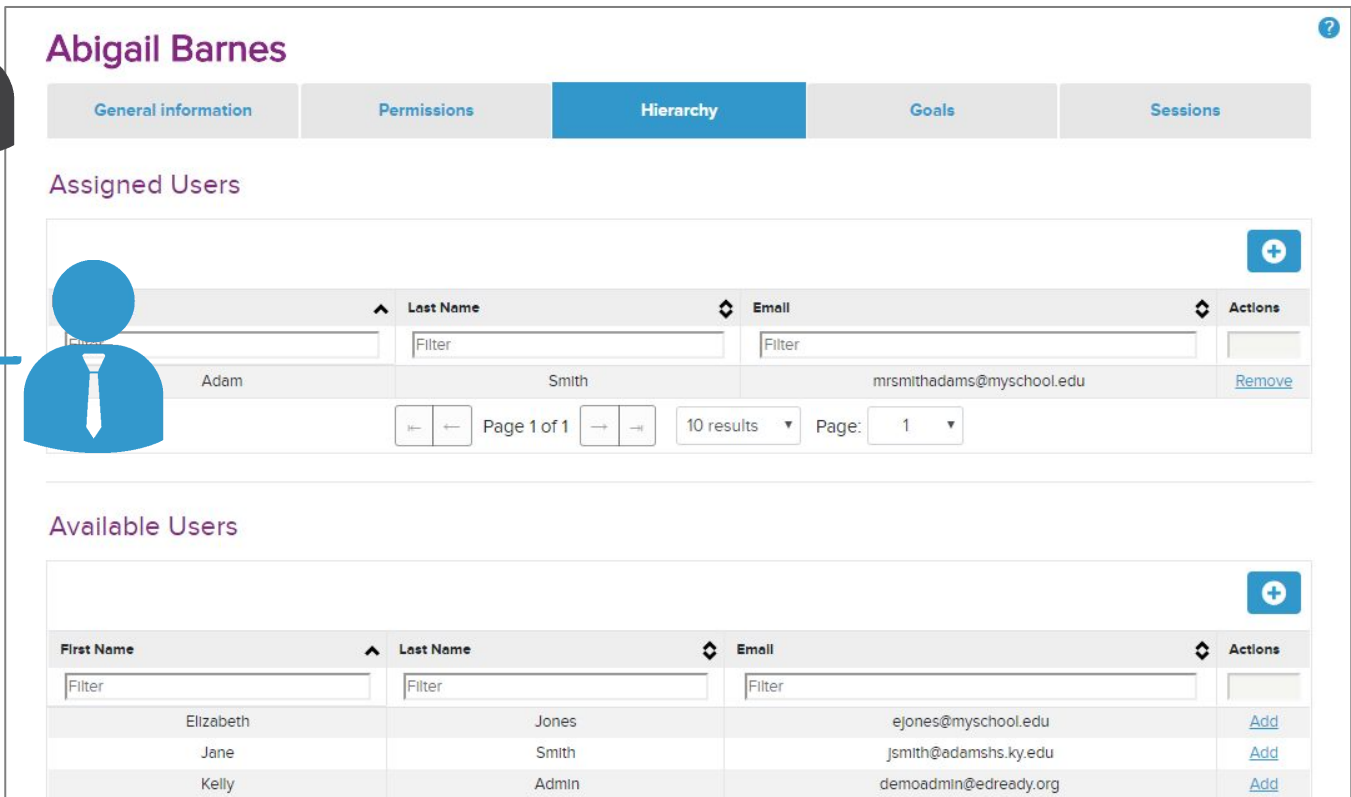 Abigail Barnes
?
General information Permissions Hierarchy Goals Sessions
Assigned Users
Last Name Email Actions
Filter Filter Filter
Adam Smith mrsmithadams@myschool.edu Remove
Page 1 of 1 10 results Page: 1
Available Users
First Name Last Name Email Actions
Filter Filter Filter
Elizabeth Jones ejones@myschool.edu Add
Jane Smith jsmith@adamshs.ky.edu Add
Kelly Admin demoadmin@edready.org Add